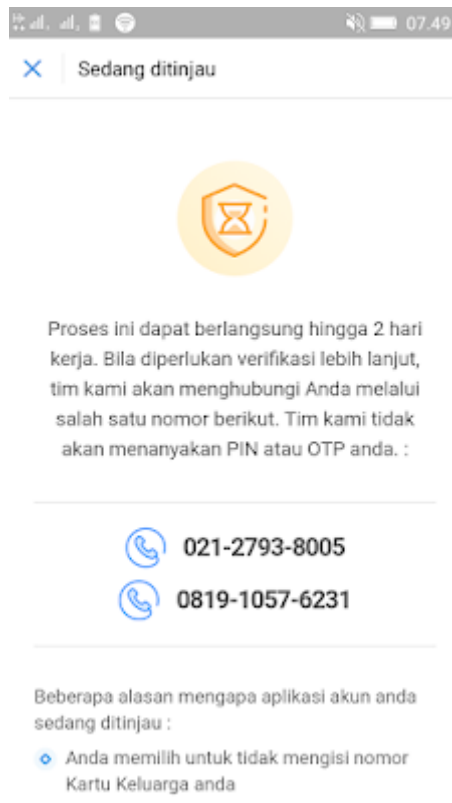 07.49
Sedang ditinjau
Proses ini dapat berlangsung hingga 2 hari
kerja. Bila diperlukan verifikasi lebih lanjut,
tim kami akan menghubungi Anda melalui
salah satu nomor berikut. Tim kami tidak
akan menanyakan PIN atau OTP anda. :
021-2793-8005
0819-1057-6231
Beberapa alasan mengapa aplikasi akun anda
sedang ditinjau :
Anda memilih untuk tidak mengisi nomor
Kartu Keluarga anda